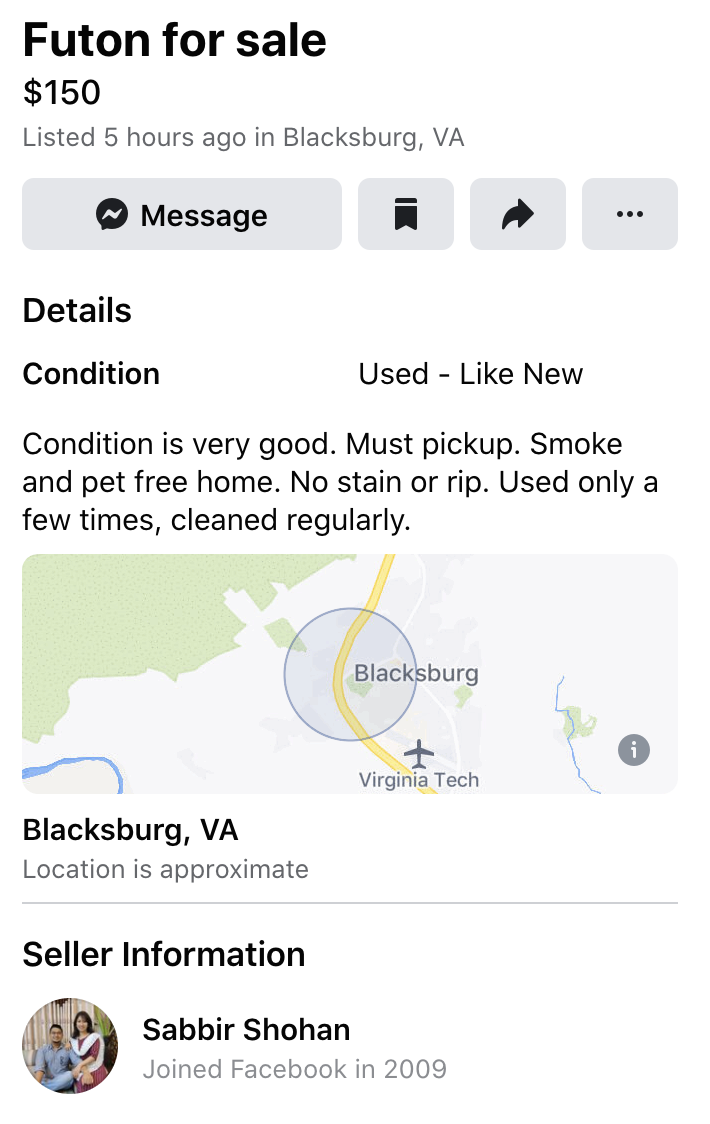 Futon for sale
$150
Listed 5 hours ago in Blacksburg, VA
Message
Details
Condition Used - Like New
Condition is very good. Must pickup. Smoke
and pet free home. No stain or rip. Used only a
few times, cleaned regularly.
Blacksburg
Virginia Tech
Blacksburg, VA
Location is approximate
Seller Information
Sabbir Shohan
Joined Facebook in 2009